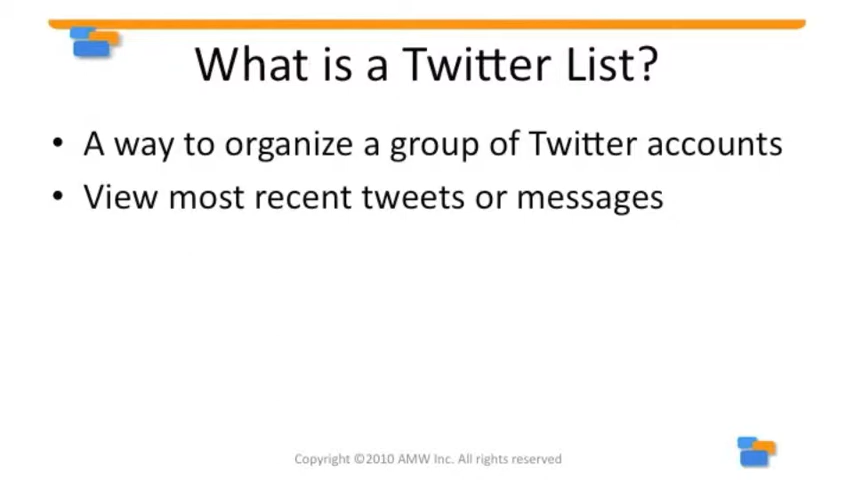 What is a Twitter List?
• A way to organize a group of Twitter accounts
• View most recent tweets or messages
Copyright ©2010 AMW Inc. All rights reserved